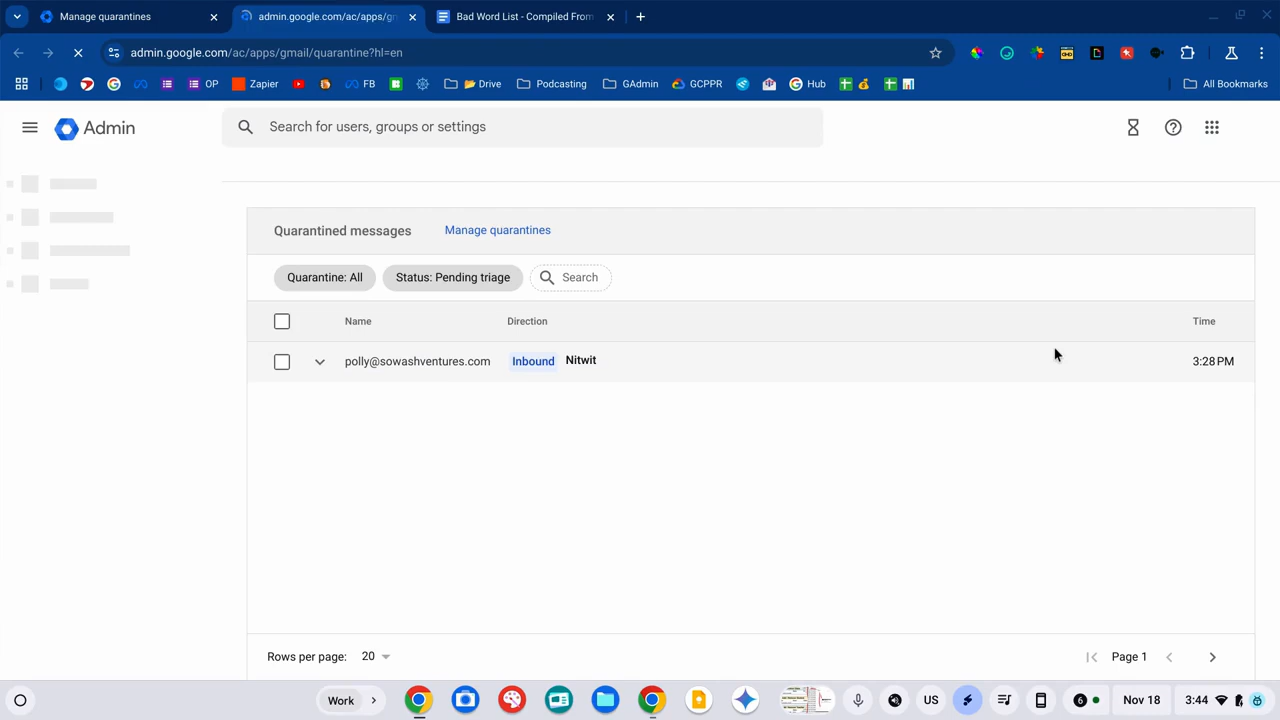 Manage quarantines
admin.google.com/ac/apps/gm
Bad Word List - Compiled From
admin.google.com/ac/apps/gmail/quarantine?hl=en
OP
Zapier
FB
Drive
Podcasting
GAdmin
GCPPR
Hub
All Bookmarks
Admin
Search for users, groups or settings
Quarantined messages
Manage quarantines
Quarantine: All
Status: Pending triage
Search
Name
Direction
Time
polly@sowashventures.com
Inbound
Nitwit
3:28 PM
Rows per page:
20
Page 1
Work
US
6
Nov 18
3:44